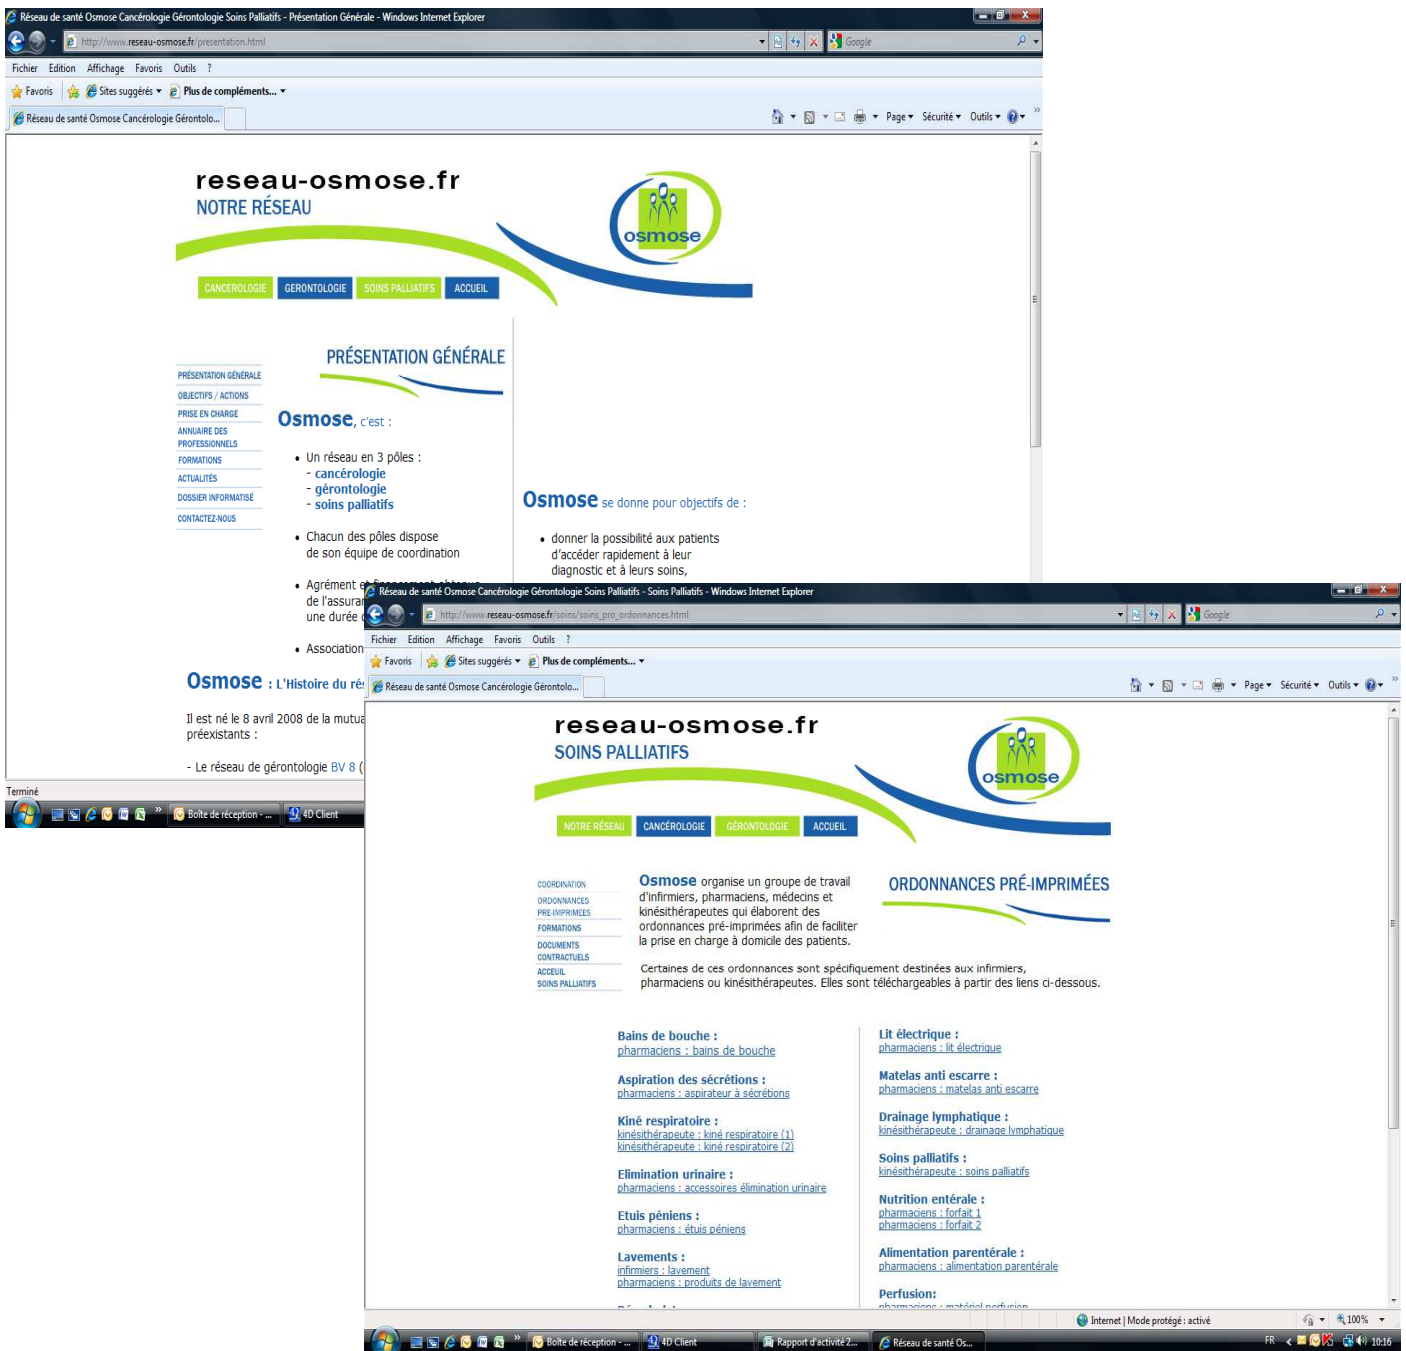 Réseau de santé Osmose Cancérologie Gérontologie Soins Palliatifs - Présentation Générale - Windows Internet Explorer
http://www.reseau-osmose.fr/presentation.html
Google
Fichier Edition Affichage Favoris Outils ?
Favoris Sites suggérés Plus de compléments...
Réseau de santé Osmose Cancérologie Gérontolo...
Page Sécurité Outils
reseau-osmose.fr
NOTRE RÉSEAU
osmose
CANCEROLOGIE GERONTOLOGIE SOINS PALLIATIFS ACCUEIL
PRÉSENTATION GÉNÉRALE
PRÉSENTATION GÉNÉRALE
OBJECTIFS / ACTIONS
PRISE EN CHARGE
ANNUAIRE DES
PROFESSIONNELS
FORMATIONS
ACTUALITÉS
DOSSIER INFORMATISÉ
CONTACTEZ-NOUS
Osmose, c'est :
• Un réseau en 3 pôles :
- cancérologie
- gérontologie
- soins palliatifs
• Chacun des pôles dispose
de son équipe de coordination
• Agrément et financement obtenus
de l'assuran
une durée d
• Association
Osmose se donne pour objectifs de :
• donner la possibilité aux patients
d'accéder rapidement à leur
diagnostic et à leurs soins,
Osmose : L'Histoire du rés
Il est né le 8 avril 2008 de la mutua
préexistants :
- Le réseau de gérontologie BV 8 (
Terminé
Boîte de réception - ... 4D Client
Réseau de santé Osmose Cancérologie Gérontologie Soins Palliatifs - Soins Palliatifs - Windows Internet Explorer
http://www.reseau-osmose.fr/soins/soins_pro_ordonnances.html
Google
Fichier Edition Affichage Favoris Outils ?
Favoris Sites suggérés Plus de compléments...
Réseau de santé Osmose Cancérologie Gérontolo...
Page Sécurité Outils
reseau-osmose.fr
SOINS PALLIATIFS
osmose
NOTRE RÉSEAU CANCÉROLOGIE GÉRONTOLOGIE ACCUEIL
COORDINATION
ORDONNANCES
PRE-IMPRIMEES
FORMATIONS
DOCUMENTS
CONTRACTUELS
ACCEUIL
SOINS PALLIATIFS
Osmose organise un groupe de travail
d'infirmiers, pharmaciens, médecins et
kinésithérapeutes qui élaborent des
ordonnances pré-imprimées afin de faciliter
la prise en charge à domicile des patients.
ORDONNANCES PRÉ-IMPRIMÉES
Certaines de ces ordonnances sont spécifiquement destinées aux infirmiers,
pharmaciens ou kinésithérapeutes. Elles sont téléchargeables à partir des liens ci-dessous.
Bains de bouche :
pharmaciens : bains de bouche
Aspiration des sécrétions :
pharmaciens : aspirateur à sécrétions
Kiné respiratoire :
kinésithérapeute : kiné respiratoire (1)
kinésithérapeute : kiné respiratoire (2)
Elimination urinaire :
pharmaciens : accessoires élimination urinaire
Etuis péniens :
pharmaciens : étuis péniens
Lavements :
infirmiers : lavement
pharmaciens : produits de lavement
Lit électrique :
pharmaciens : lit électrique
Matelas anti escarre :
pharmaciens : matelas anti escarre
Drainage lymphatique :
kinésithérapeute : drainage lymphatique
Soins palliatifs :
kinésithérapeute : soins palliatifs
Nutrition entérale :
pharmaciens : forfait 1
pharmaciens : forfait 2
Alimentation parentérale :
pharmaciens : alimentation parentérale
Perfusion:
pharmaciens : matériel perfusion
Internet | Mode protégé : activé 100%
Boîte de réception - ... 4D Client Rapport d'activité 2... Réseau de santé Os... FR 10:16